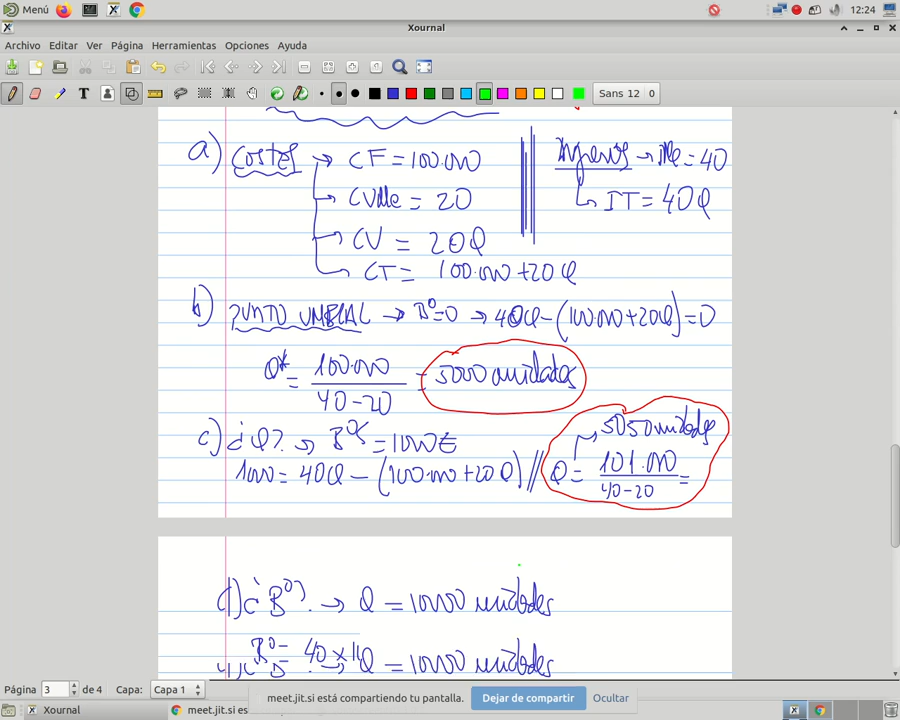 Menú 12:24
Xournal
Archivo Editar Ver Página Herramientas Opciones Ayuda
Sans 12 0
a) COSTES → CF = 100.000 Ingresos → IMe = 40
CVMe = 20 IT = 40Q
CV = 20Q
CT = 100.000+20Q
b) PUNTO UMBRAL → Bº=0 → 40Q-(100.000+20Q)=0
Q* = 100.000 / 40-20 = 5000 unidades
c) ¿Q? → BºS = 1000€ 5050 unidades
1000 = 40Q - (100.000+20Q) // Q = 101.000 / 40-20 =
d) ¿Bº? → Q = 10000 unidades
Bº= 40 x
Q = 10000 unidades
Página 3 de 4 Capa: Capa 1
meet.jit.si está compartiendo tu pantalla. Dejar de compartir Ocultar
Xournal meet.jit.si es